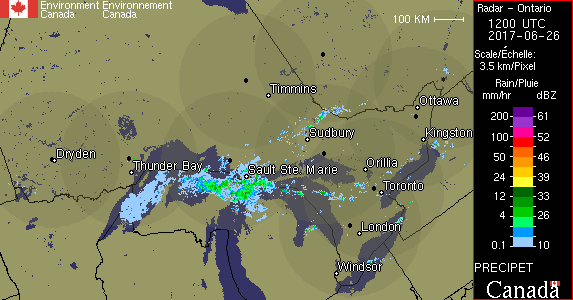 Environment Environnement
Canada Canada
100 KM
Timmins
Ottawa
Sudbury
Kingston
Dryden
Thunder Bay
Sault Ste. Marie
Orillia
Toronto
London
Windsor
Radar - Ontario
1200 UTC
2017-06-26
Scale/Échelle:
3.5 km/Pixel
Rain/Pluie
mm/hr dBZ
200 61
100 52
50 46
24 39
12 33
4 26
0.1 10
PRECIPET
Canada